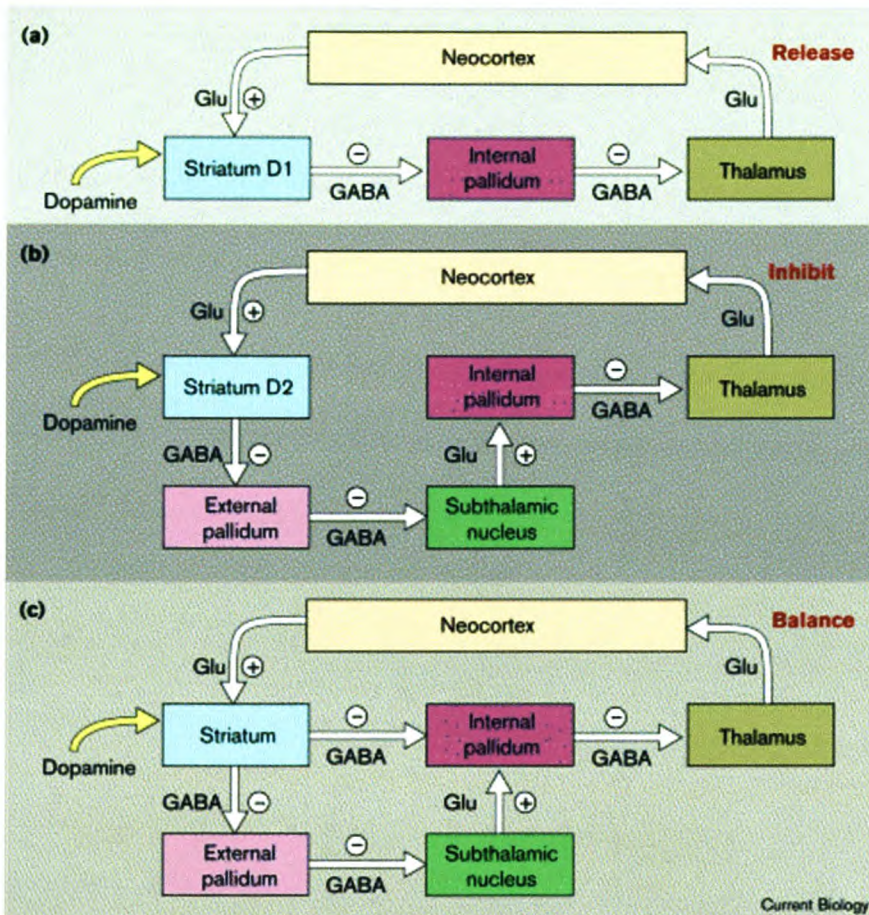 (a)
Neocortex
Release
Glu
+
Glu
Striatum D1
−
GABA
Internal
pallidum
−
GABA
Thalamus
Dopamine
(b)
Neocortex
Inhibit
Glu
+
Glu
Striatum D2
Internal
pallidum
−
GABA
Thalamus
Dopamine
GABA
−
Glu
+
External
pallidum
−
GABA
Subthalamic
nucleus
(c)
Neocortex
Balance
Glu
+
Glu
Striatum
−
GABA
Internal
pallidum
−
GABA
Thalamus
Dopamine
GABA
−
Glu
+
External
pallidum
−
GABA
Subthalamic
nucleus
Current Biology